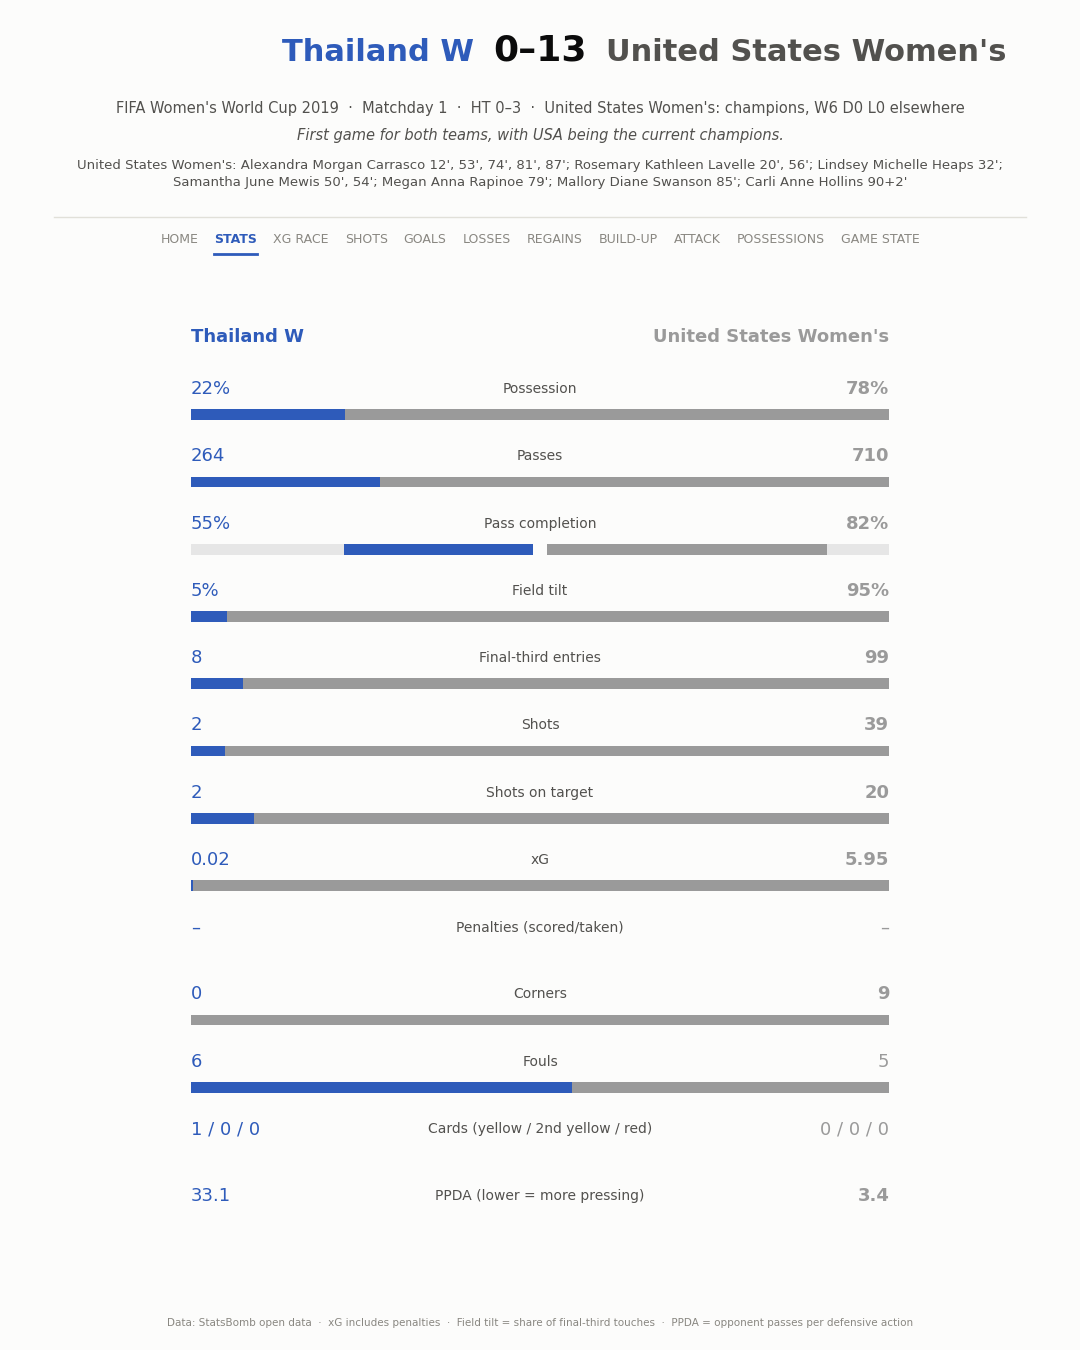 Thailand W 0–13 United States Women's
FIFA Women's World Cup 2019 · Matchday 1 · HT 0–3 · United States Women's: champions, W6 D0 L0 elsewhere
First game for both teams, with USA being the current champions.
United States Women's: Alexandra Morgan Carrasco 12', 53', 74', 81', 87'; Rosemary Kathleen Lavelle 20', 56'; Lindsey Michelle Heaps 32';
Samantha June Mewis 50', 54'; Megan Anna Rapinoe 79'; Mallory Diane Swanson 85'; Carli Anne Hollins 90+2'
HOME STATS XG RACE SHOTS GOALS LOSSES REGAINS BUILD-UP ATTACK POSSESSIONS GAME STATE
Thailand W United States Women's
22% Possession 78%
264 Passes 710
55% Pass completion 82%
5% Field tilt 95%
8 Final-third entries 99
2 Shots 39
2 Shots on target 20
0.02 xG 5.95
– Penalties (scored/taken) –
0 Corners 9
6 Fouls 5
1 / 0 / 0 Cards (yellow / 2nd yellow / red) 0 / 0 / 0
33.1 PPDA (lower = more pressing) 3.4
Data: StatsBomb open data · xG includes penalties · Field tilt = share of final-third touches · PPDA = opponent passes per defensive action